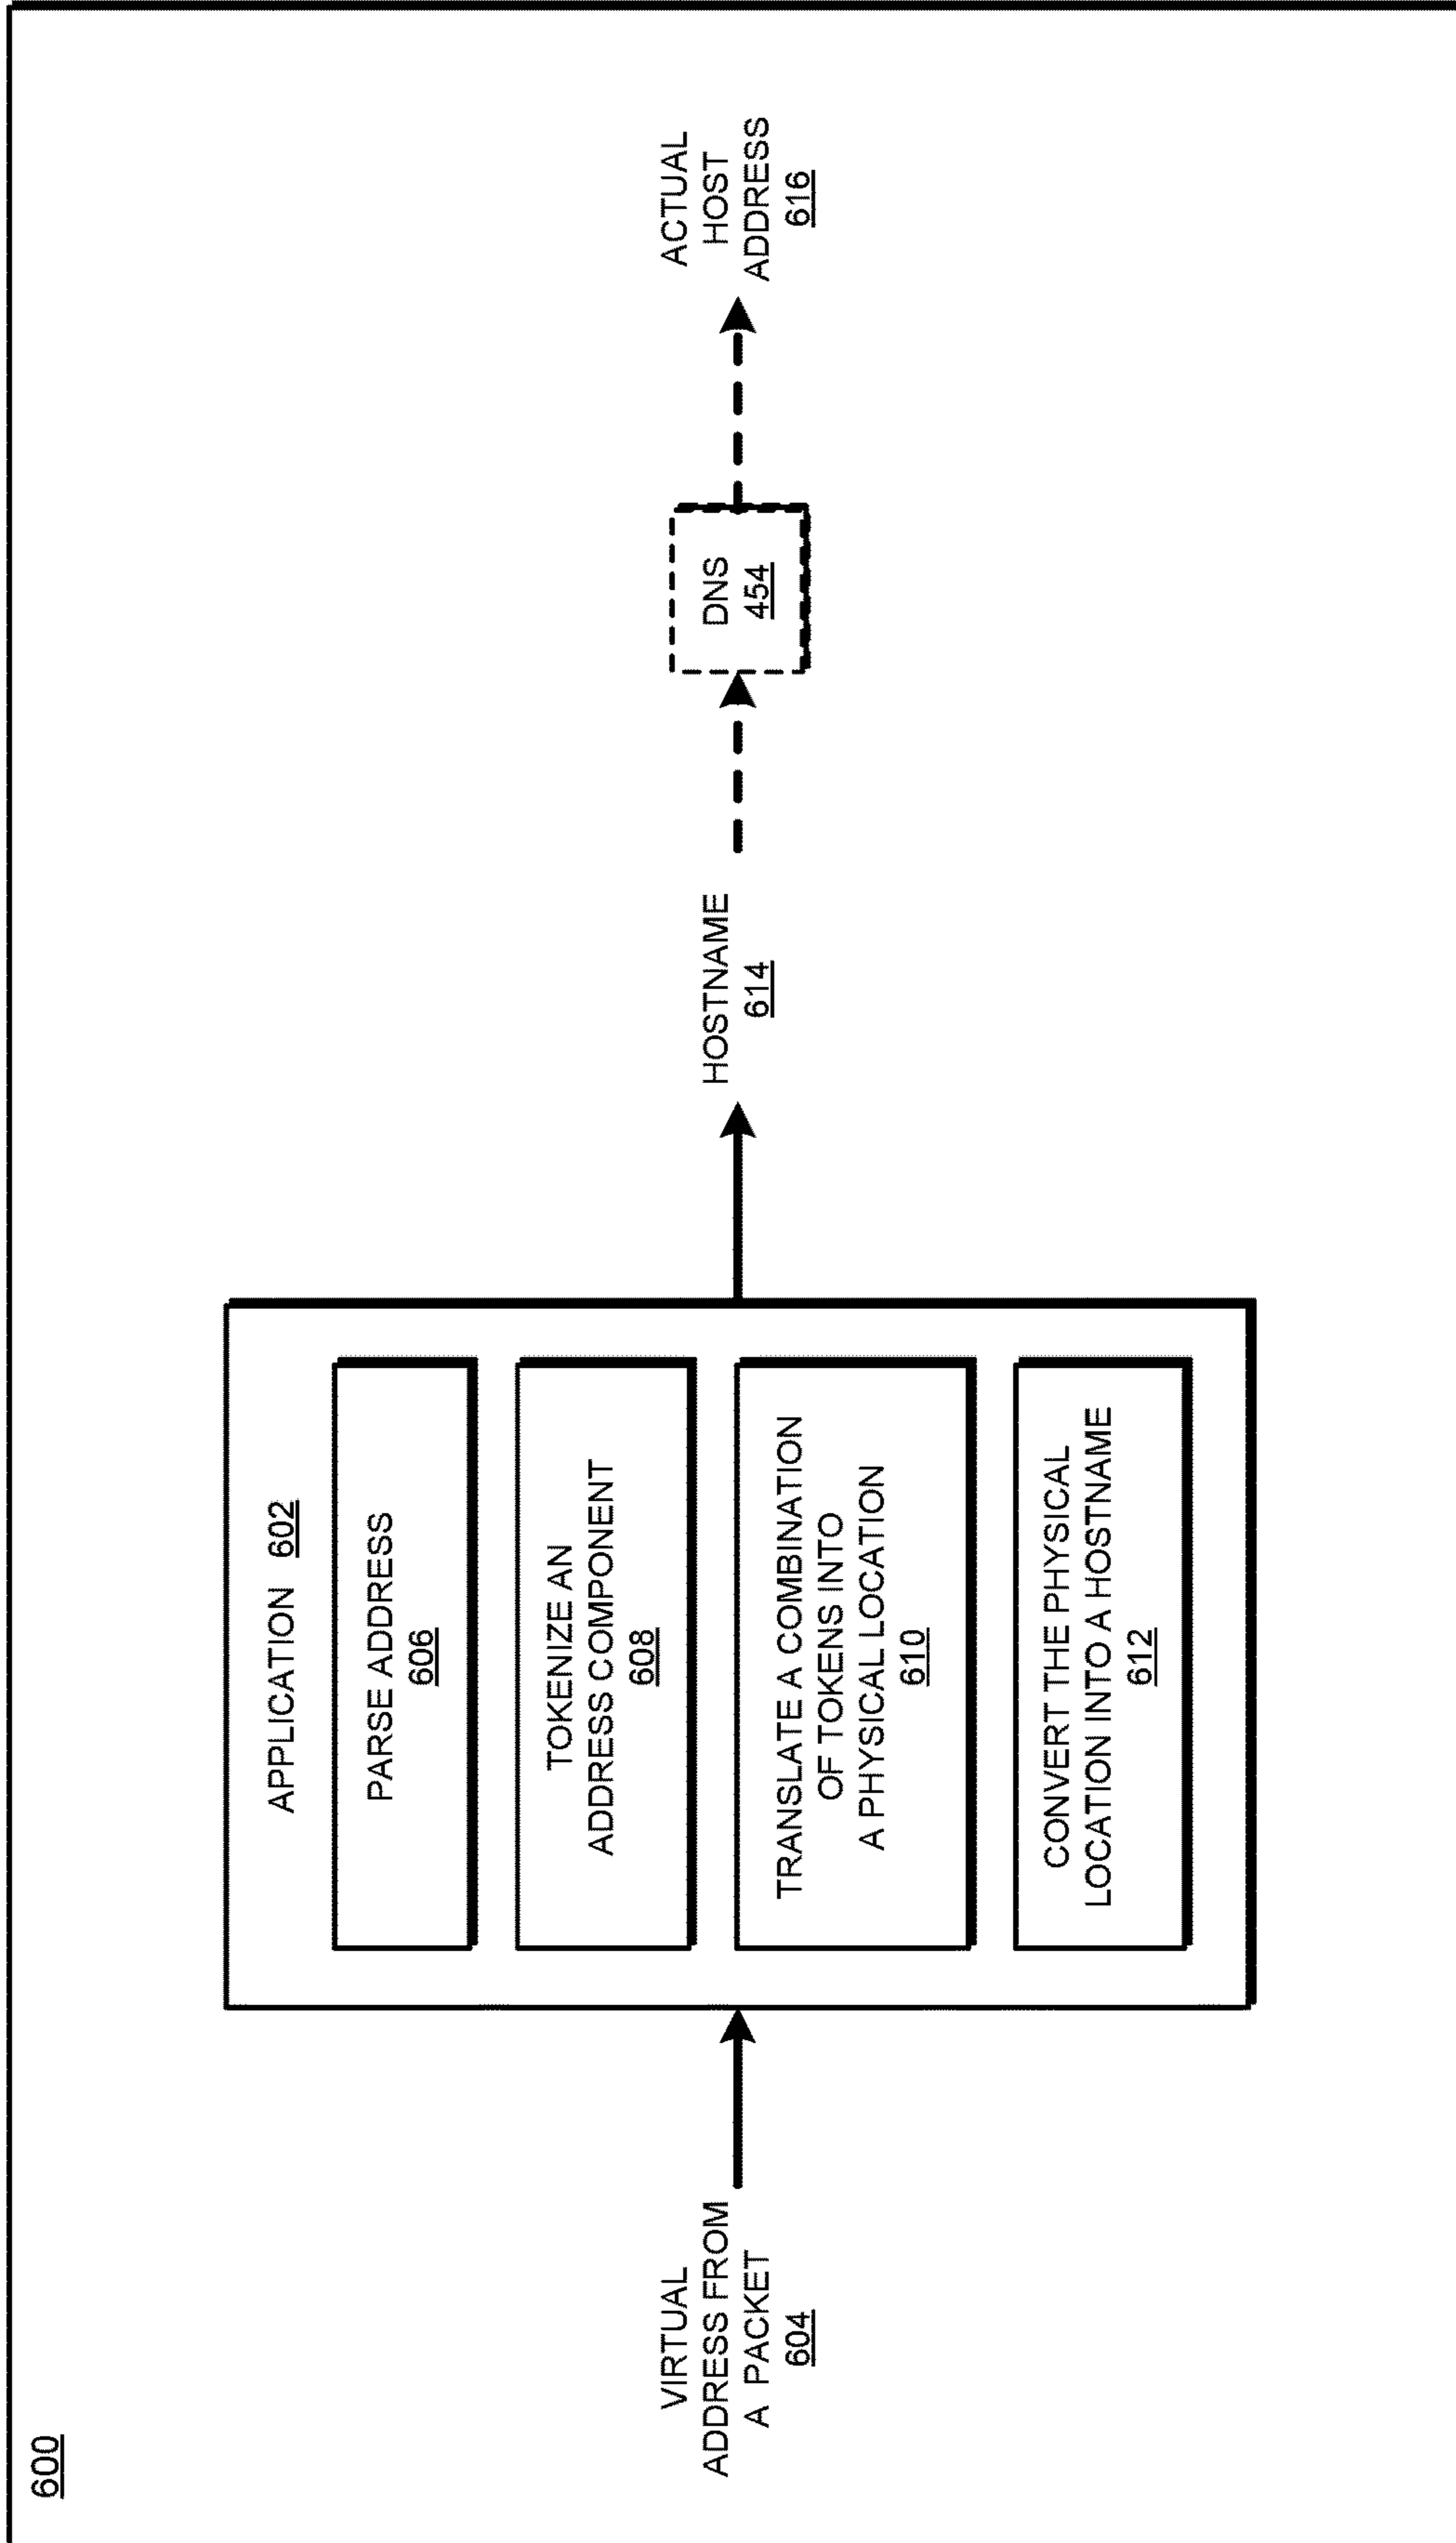 600
VIRTUAL
ADDRESS FROM
A PACKET
604
APPLICATION 602
PARSE ADDRESS
606
TOKENIZE AN
ADDRESS COMPONENT
608
TRANSLATE A COMBINATION
OF TOKENS INTO
A PHYSICAL LOCATION
610
CONVERT THE PHYSICAL
LOCATION INTO A HOSTNAME
612
HOSTNAME
614
DNS
454
ACTUAL
HOST
ADDRESS
616